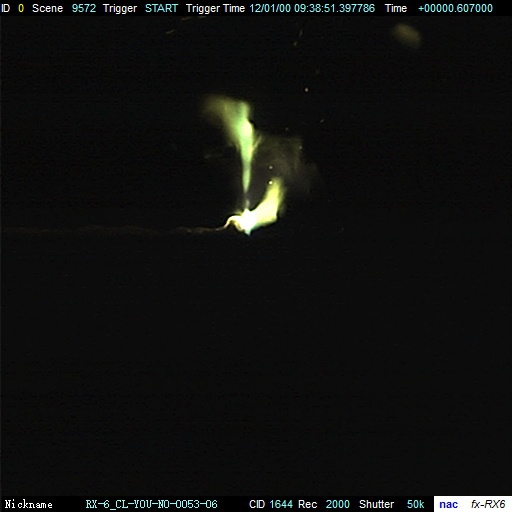 ID 0 Scene 9572 Trigger START Trigger Time 12/01/00 09:38:51.397786 Time +00000.607000
Nickname RX-6_CL-YOU-NO-0053-06 CID 1644 Rec 2000 Shutter 50k nac fx-RX6